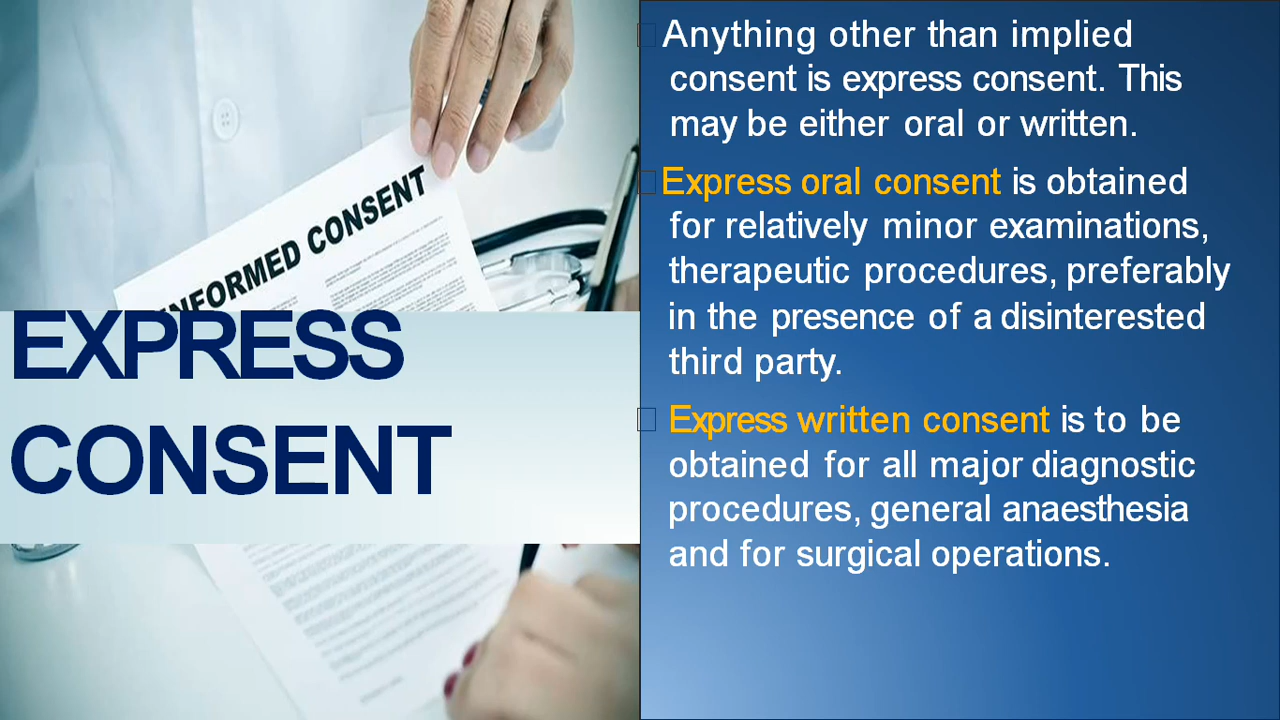 INFORMED CONSENT
EXPRESS
CONSENT
Anything other than implied
consent is express consent. This
may be either oral or written.
Express oral consent is obtained
for relatively minor examinations,
therapeutic procedures, preferably
in the presence of a disinterested
third party.
Express written consent is to be
obtained for all major diagnostic
procedures, general anaesthesia
and for surgical operations.